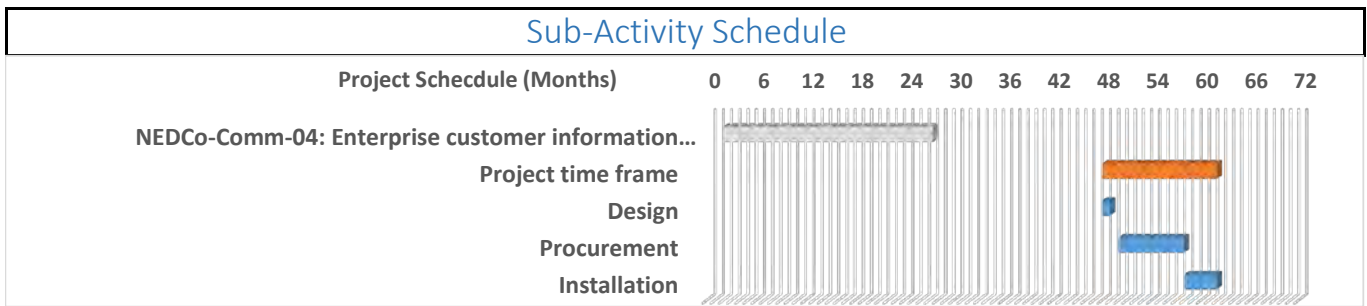 Sub-Activity Schedule
Project Schecdule (Months) 0 6 12 18 24 30 36 42 48 54 60 66 72
NEDCo-Comm-04: Enterprise customer information...
Project time frame
Design
Procurement
Installation